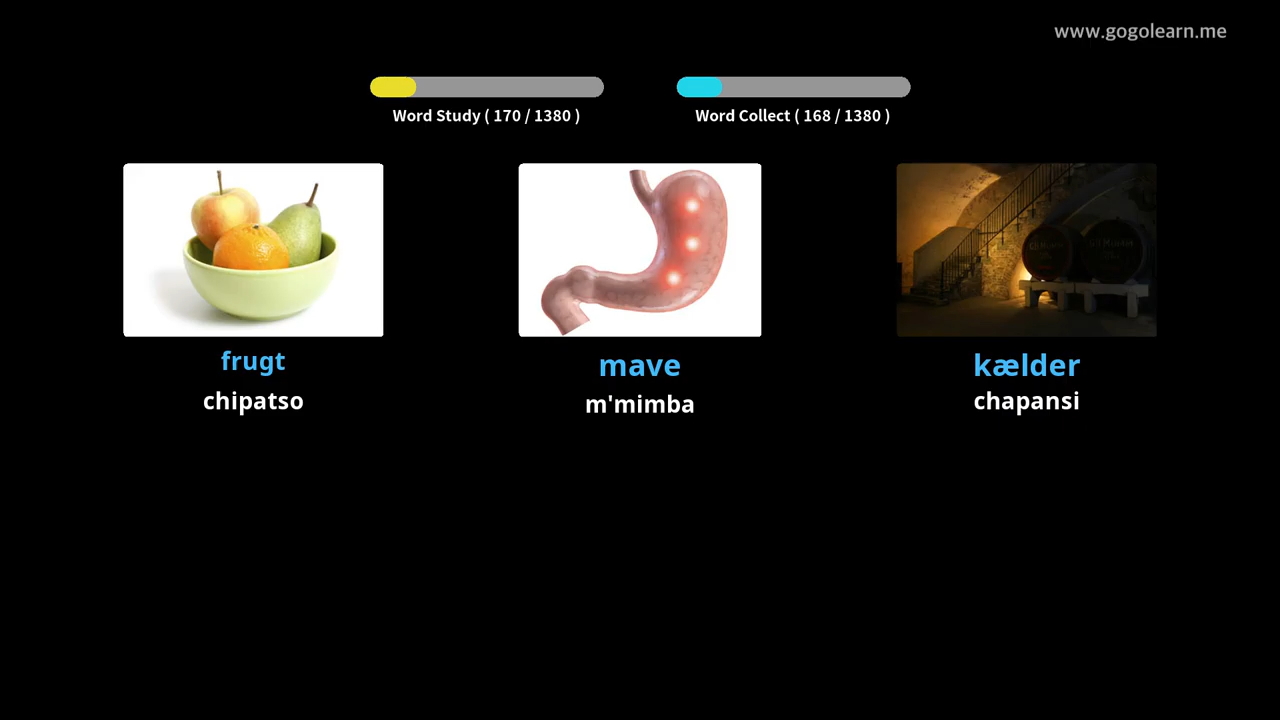 www.gogolearn.me
Word Study ( 170 / 1380 )
Word Collect ( 168 / 1380 )
frugt
mave
kælder
chipatso
m'mimba
chapansi